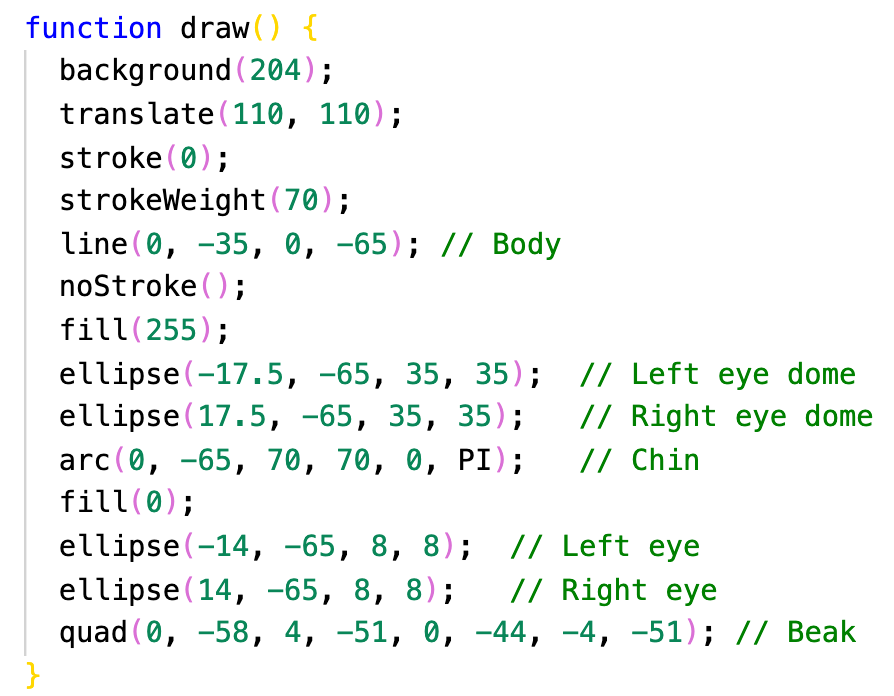 function draw() {
  background(204);
  translate(110, 110);
  stroke(0);
  strokeWeight(70);
  line(0, -35, 0, -65); // Body
  noStroke();
  fill(255);
  ellipse(-17.5, -65, 35, 35);  // Left eye dome
  ellipse(17.5, -65, 35, 35);   // Right eye dome
  arc(0, -65, 70, 70, 0, PI);   // Chin
  fill(0);
  ellipse(-14, -65, 8, 8);  // Left eye
  ellipse(14, -65, 8, 8);   // Right eye
  quad(0, -58, 4, -51, 0, -44, -4, -51); // Beak
}